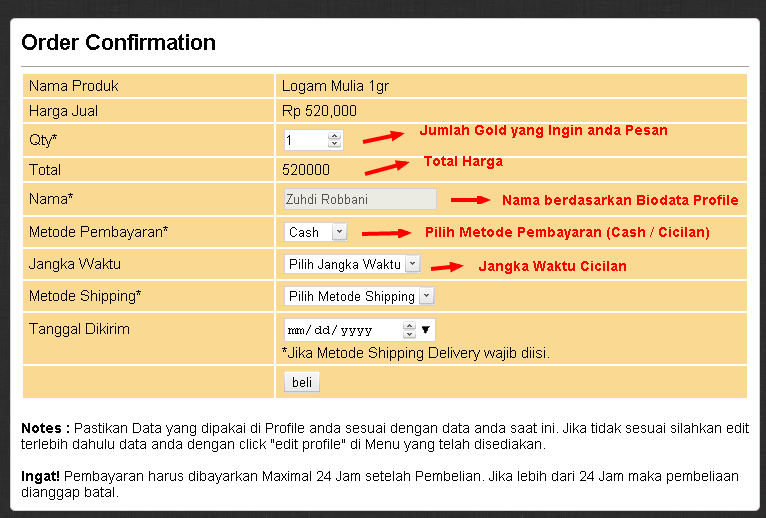 Order Confirmation
Nama Produk Logam Mulia 1gr
Harga Jual Rp 520,000
Qty* 1 Jumlah Gold yang Ingin anda Pesan
Total 520000 Total Harga
Nama* Zuhdi Robbani Nama berdasarkan Biodata Profile
Metode Pembayaran* Cash Pilih Metode Pembayaran (Cash / Cicilan)
Jangka Waktu Pilih Jangka Waktu Jangka Waktu Cicilan
Metode Shipping* Pilih Metode Shipping
Tanggal Dikirim mm/dd/yyyy
*Jika Metode Shipping Delivery wajib diisi.
beli
Notes : Pastikan Data yang dipakai di Profile anda sesuai dengan data anda saat ini. Jika tidak sesuai silahkan edit
terlebih dahulu data anda dengan click "edit profile" di Menu yang telah disediakan.
Ingat! Pembayaran harus dibayarkan Maximal 24 Jam setelah Pembelian. Jika lebih dari 24 Jam maka pembeliaan
dianggap batal.